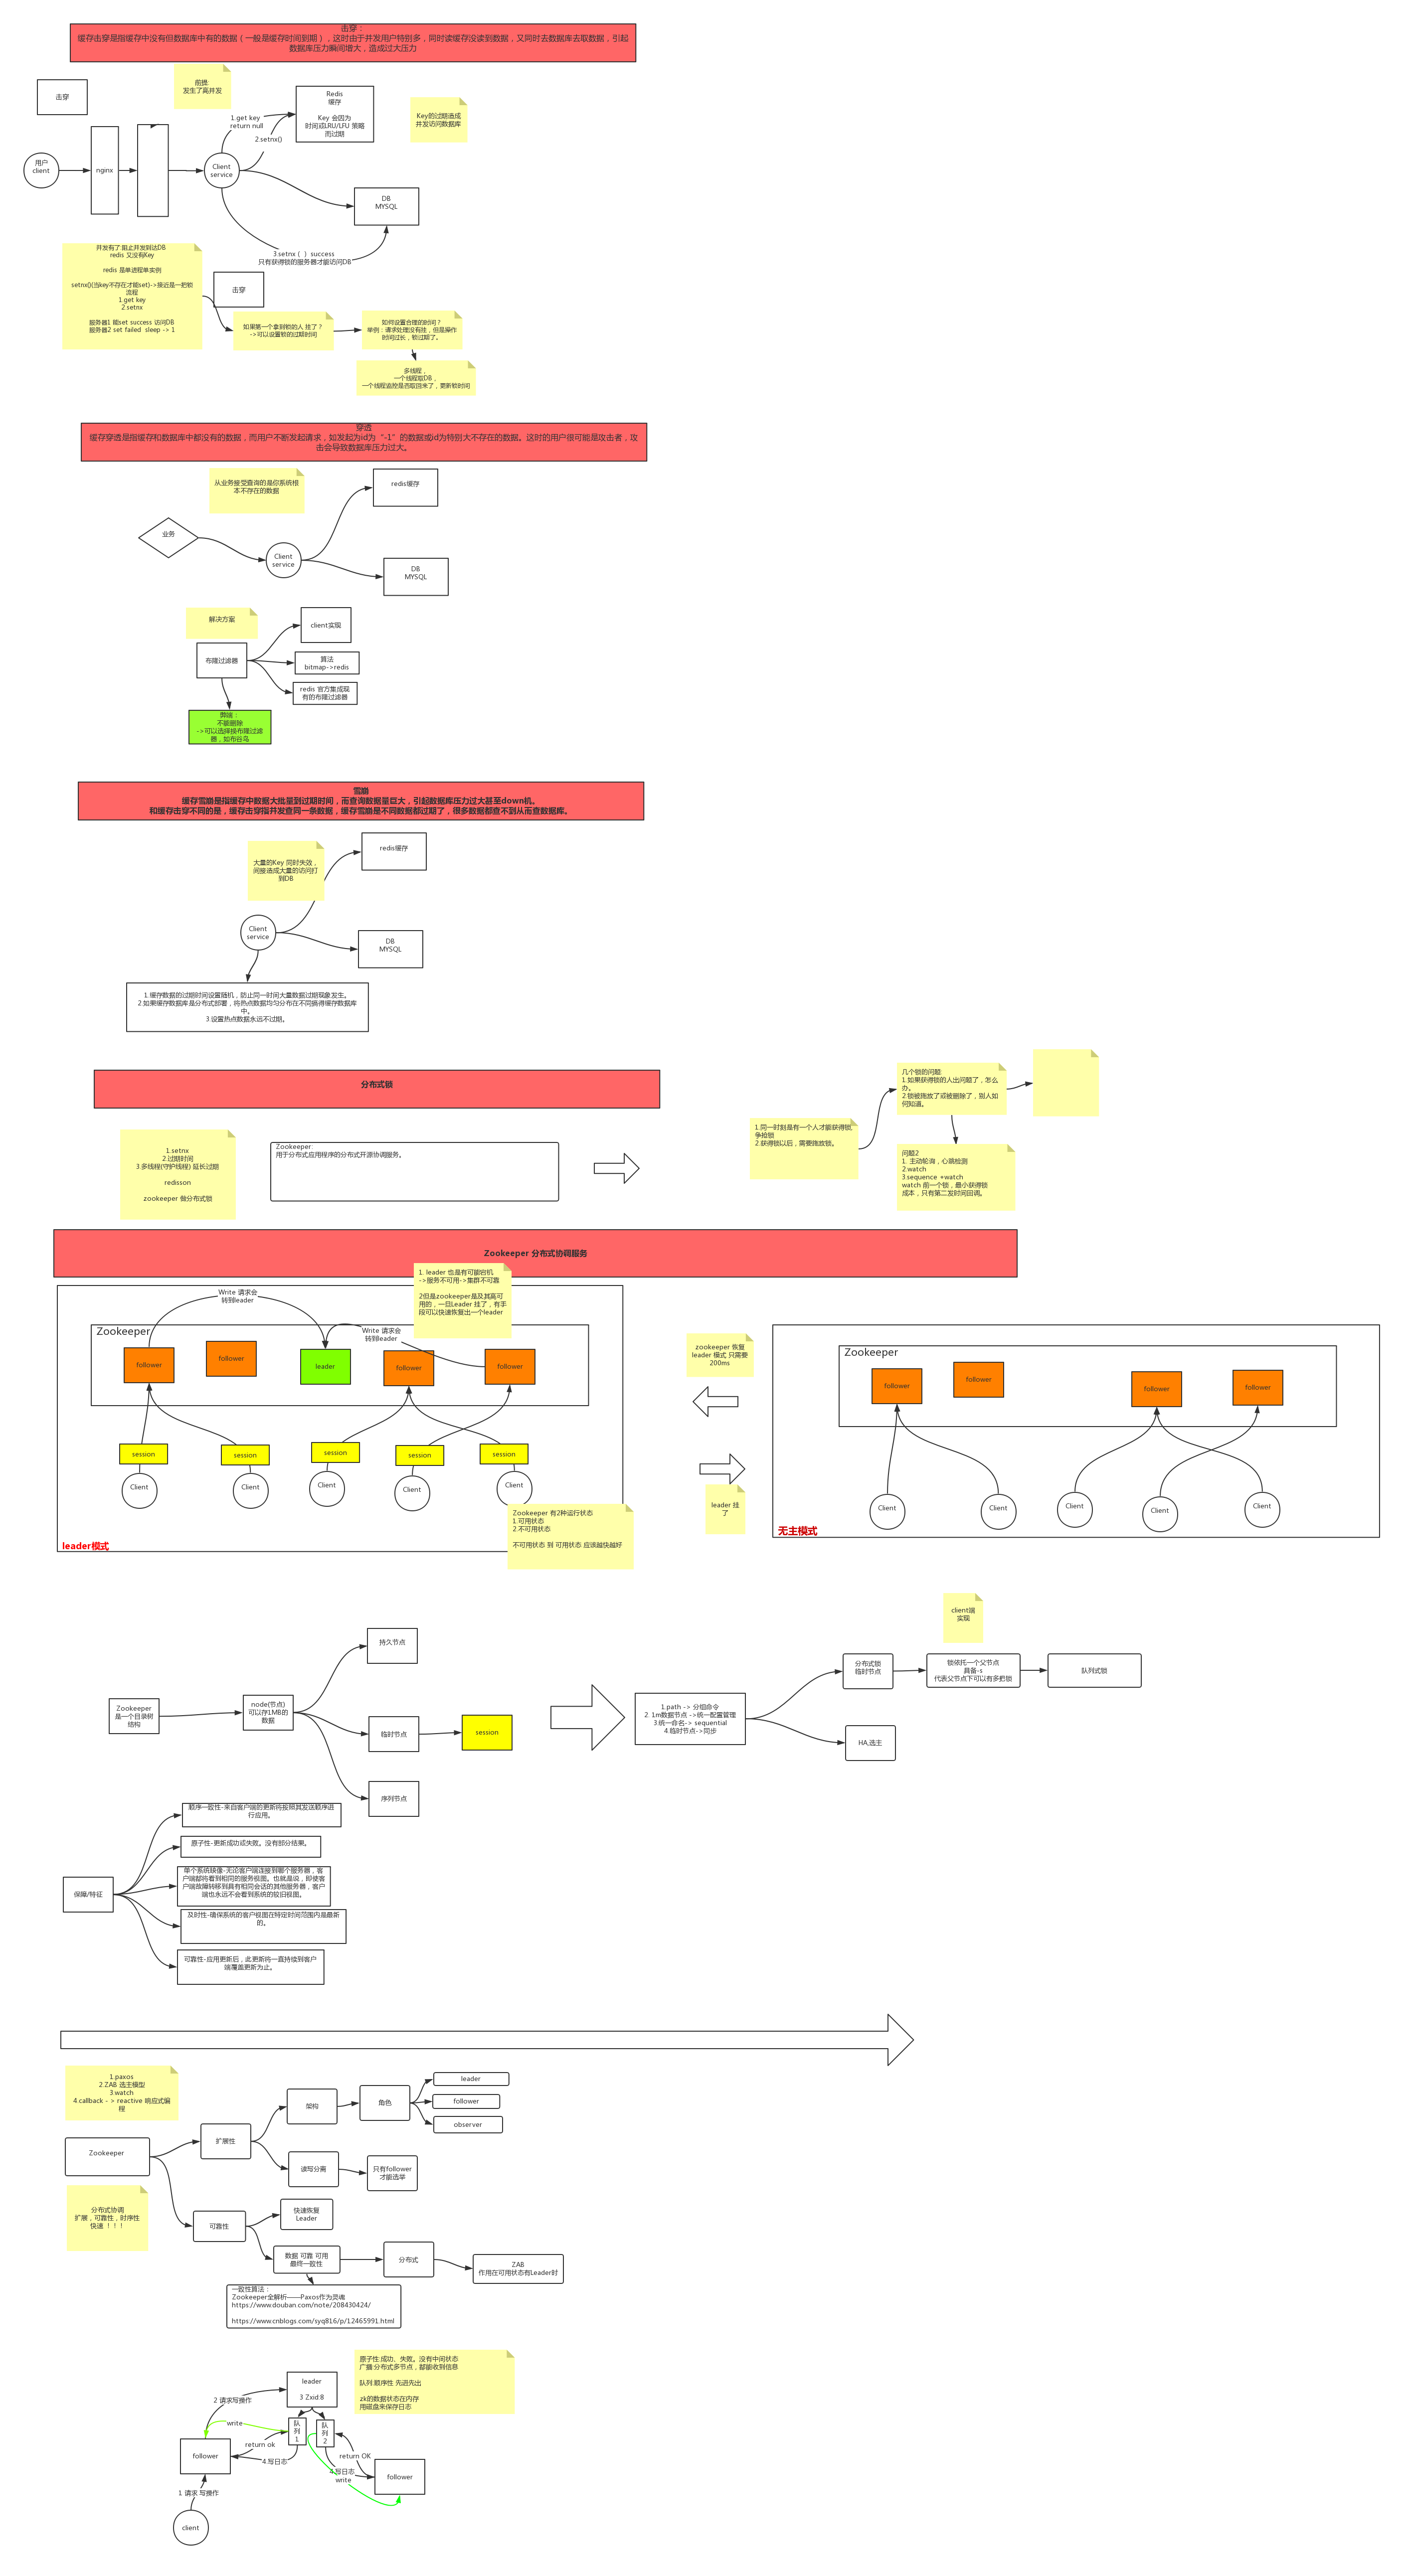 击穿：
缓存击穿是指缓存中没有但数据库中有的数据（一般是缓存时间到期），这时由于并发用户特别多，同时读缓存没读到数据，又同时去数据库去取数据，引起
数据库压力瞬间增大，造成过大压力
击穿
前提:
发生了高并发
Redis
缓存
Key 会因为
时间或LRU/LFU 策略
而过期
Key的过期造成
并发访问数据库
1.get key
return null
2.setnx()
用户
client
nginx
Client
service
DB
MYSQL
3.setnx ( ) success
只有获得锁的服务器才能访问DB
并发有了:阻止并发到达DB
redis 又没有Key
redis 是单进程单实例
setnx()(当key不存在才能set)->接近是一把锁
流程
1.get key
2.setnx
服务器1 能set success 访问DB
服务器2 set failed sleep -> 1
击穿
如果第一个拿到锁的人 挂了？
->可以设置锁的过期时间
如何设置合理的时间？
举例：请求处理没有挂，但是操作
时间过长，锁过期了。
多线程，
一个线程取DB，
一个线程监控是否取回来了，更新锁时间
穿透
缓存穿透是指缓存和数据库中都没有的数据，而用户不断发起请求，如发起为id为“-1”的数据或id为特别大不存在的数据。这时的用户很可能是攻击者，攻
击会导致数据库压力过大。
从业务接受查询的是你系统根
本不存在的数据
redis缓存
业务
Client
service
DB
MYSQL
解决方案
client实现
布隆过滤器
算法
bitmap->redis
redis 官方集成现
有的布隆过滤器
弊端：
不能删除
->可以选择换布隆过滤
器，如布谷鸟
雪崩
缓存雪崩是指缓存中数据大批量到过期时间，而查询数据量巨大，引起数据库压力过大甚至down机。
和缓存击穿不同的是，缓存击穿指并发查同一条数据，缓存雪崩是不同数据都过期了，很多数据都查不到从而查数据库。
redis缓存
大量的Key 同时失效，
间接造成大量的访问打
到DB
Client
service
DB
MYSQL
1.缓存数据的过期时间设置随机，防止同一时间大量数据过期现象发生。
2.如果缓存数据库是分布式部署，将热点数据均匀分布在不同搞得缓存数据库
中。
3.设置热点数据永远不过期。
分布式锁
几个锁的问题:
1.如果获得锁的人出问题了，怎么
办。
2.锁被拖放了或被删除了，别人如
何知道。
1.同一时刻是有一个人才能获得锁,
争抢锁
2.获得锁以后，需要拖放锁。
1.setnx
2.过期时间
3.多线程(守护线程) 延长过期
redisson
zookeeper 做分布式锁
Zookeeper:
用于分布式应用程序的分布式开源协调服务。
问题2
1. 主动轮询，心跳检测
2.watch
3.sequence +watch
watch 前一个锁，最小获得锁
成本，只有第二发时间回调。
Zookeeper 分布式协调服务
1. leader 也是有可能宕机
->服务不可用->集群不可靠
2但是zookeeper是及其高可
用的，一旦Leader 挂了，有手
段可以快速恢复出一个leader
Write 请求会
转到leader
Zookeeper
Write 请求会
转到leader
follower
follower
leader
follower
follower
session
session
session
session
session
Client
Client
Client
Client
Client
leader模式
Zookeeper 有2种运行状态
1.可用状态
2.不可用状态
不可用状态 到 可用状态 应该越快越好
zookeeper 恢复
leader 模式 只需要
200ms
leader 挂
了
Zookeeper
follower
follower
follower
follower
Client
Client
Client
Client
Client
无主模式
持久节点
Zookeeper
是一个目录树
结构
node(节点)
可以存1MB的
数据
临时节点
session
序列节点
client端
实现
1.path -> 分组命令
2. 1m数据节点 ->统一配置管理
3.统一命名-> sequential
4.临时节点->同步
分布式锁
临时节点
锁依托一个父节点
具备-s
代表父节点下可以有多把锁
队列式锁
HA,选主
保障/特征
顺序一致性-来自客户端的更新将按照其发送顺序进
行应用。
原子性-更新成功或失败。没有部分结果。
单个系统映像-无论客户端连接到哪个服务器，客
户端都将看到相同的服务视图。也就是说，即使客
户端故障转移到具有相同会话的其他服务器，客户
端也永远不会看到系统的较旧视图。
及时性-确保系统的客户视图在特定时间范围内是最新
的。
可靠性-应用更新后，此更新将一直持续到客户
端覆盖更新为止。
1.paxos
2.ZAB 选主模型
3.watch
4.callback - > reactive 响应式编
程
Zookeeper
分布式协调
扩展，可靠性，时序性
快速 ！！！
扩展性
架构
角色
leader
follower
observer
读写分离
只有follower
才能选举
可靠性
快速恢复
Leader
数据 可靠 可用
最终一致性
分布式
ZAB
作用在可用状态有Leader时
一致性算法：
Zookeeper全解析——Paxos作为灵魂
https://www.douban.com/note/208430424/
https://www.cnblogs.com/syq816/p/12465991.html
原子性:成功、失败。没有中间状态
广播:分布式多节点，都能收到信息
队列:顺序性 先进先出
zk的数据状态在内存
用磁盘来保存日志
leader
3 Zxid:8
2 请求写操作
write
队
列
1
队
列
2
return ok
4.写日志
follower
return OK
4.写日志
write
follower
1 请求 写操作
client